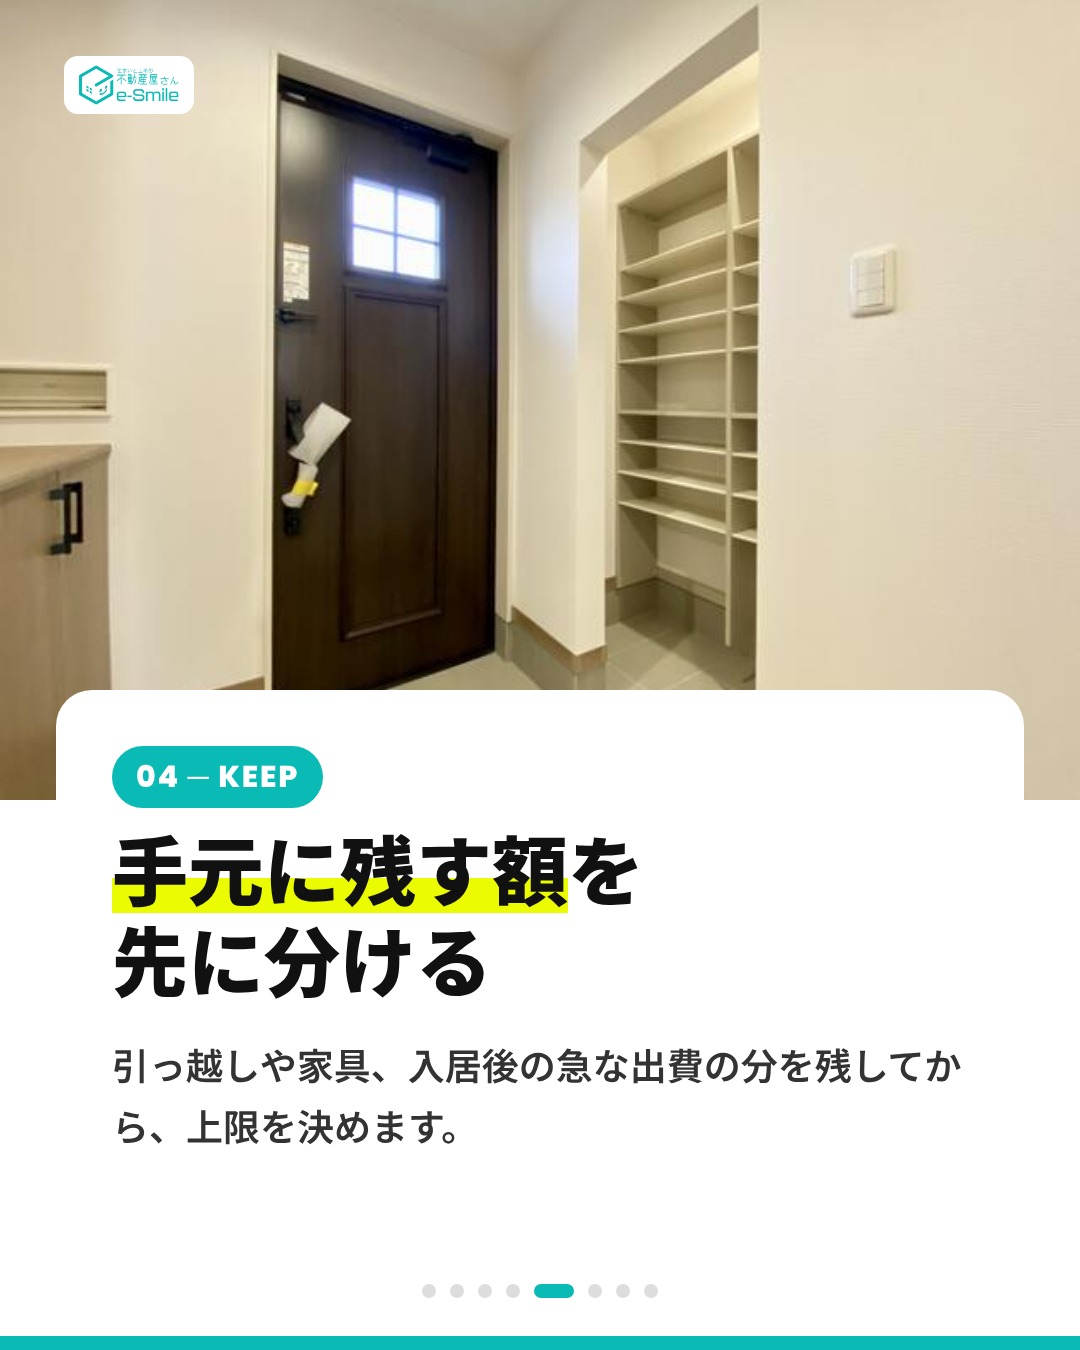 不動産屋さん
e-Smile
04 — KEEP
手元に残す額を
先に分ける
引っ越しや家具、入居後の急な出費の分を残してか
ら、上限を決めます。